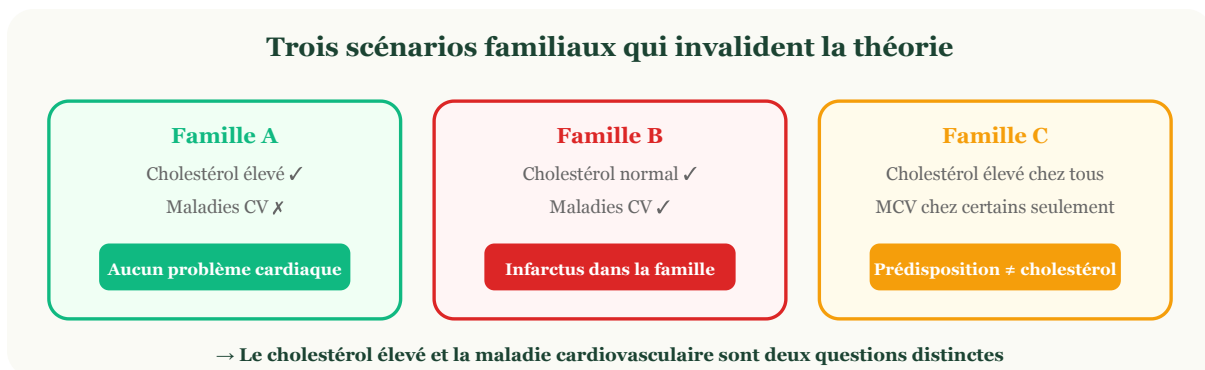 Trois scénarios familiaux qui invalident la théorie
Famille A
Cholestérol élevé ✓
Maladies CV ✗
Aucun problème cardiaque
Famille B
Cholestérol normal ✓
Maladies CV ✓
Infarctus dans la famille
Famille C
Cholestérol élevé chez tous
MCV chez certains seulement
Prédisposition ≠ cholestérol
→ Le cholestérol élevé et la maladie cardiovasculaire sont deux questions distinctes